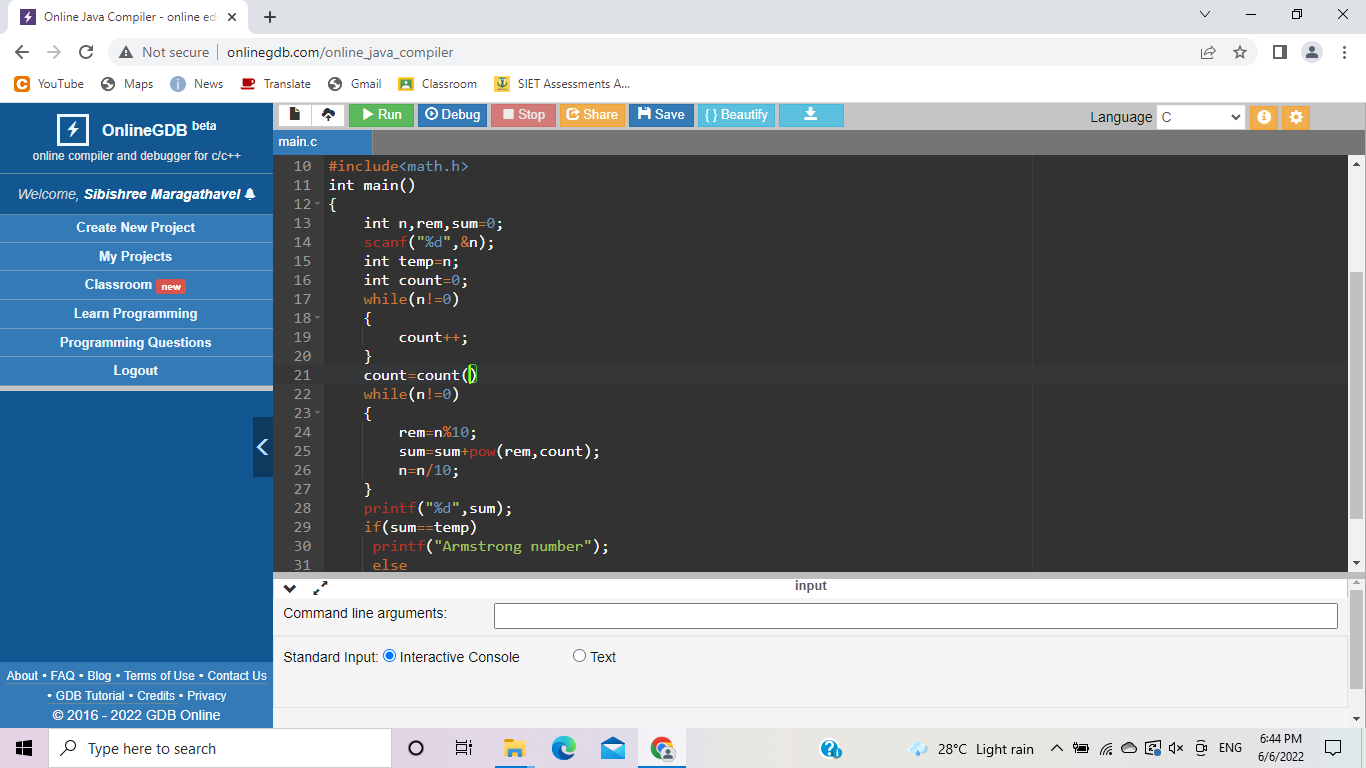 Online Java Compiler - online edi
Not secure onlinegdb.com/online_java_compiler
YouTube Maps News Translate Gmail Classroom SIET Assessments A...
OnlineGDB beta
online compiler and debugger for c/c++
Welcome, Sibishree Maragathavel
Create New Project
My Projects
Classroom new
Learn Programming
Programming Questions
Logout
About • FAQ • Blog • Terms of Use • Contact Us
• GDB Tutorial • Credits • Privacy
© 2016 - 2022 GDB Online
Run Debug Stop Share Save { } Beautify Language C
main.c
10 #include<math.h>
11 int main()
12 {
13 int n,rem,sum=0;
14 scanf("%d",&n);
15 int temp=n;
16 int count=0;
17 while(n!=0)
18 {
19 count++;
20 }
21 count=count()
22 while(n!=0)
23 {
24 rem=n%10;
25 sum=sum+pow(rem,count);
26 n=n/10;
27 }
28 printf("%d",sum);
29 if(sum==temp)
30 printf("Armstrong number");
31 else
input
Command line arguments:
Standard Input: Interactive Console Text
Type here to search
28°C Light rain ENG 6:44 PM
6/6/2022